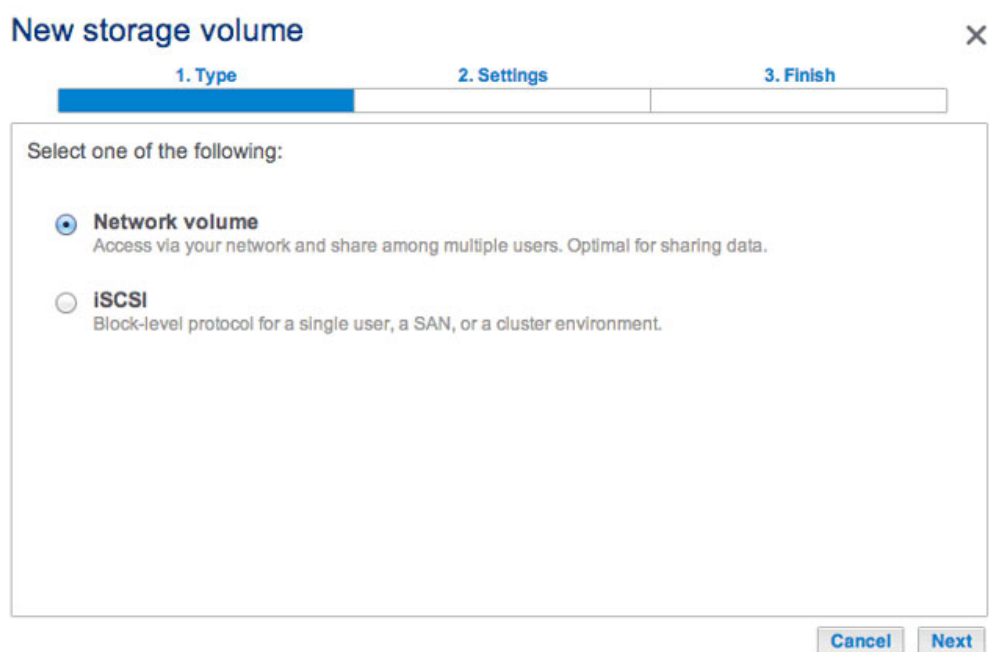 New storage volume
1. Type 2. Settings 3. Finish
Select one of the following:
Network volume
Access via your network and share among multiple users. Optimal for sharing data.
iSCSI
Block-level protocol for a single user, a SAN, or a cluster environment.
Cancel Next